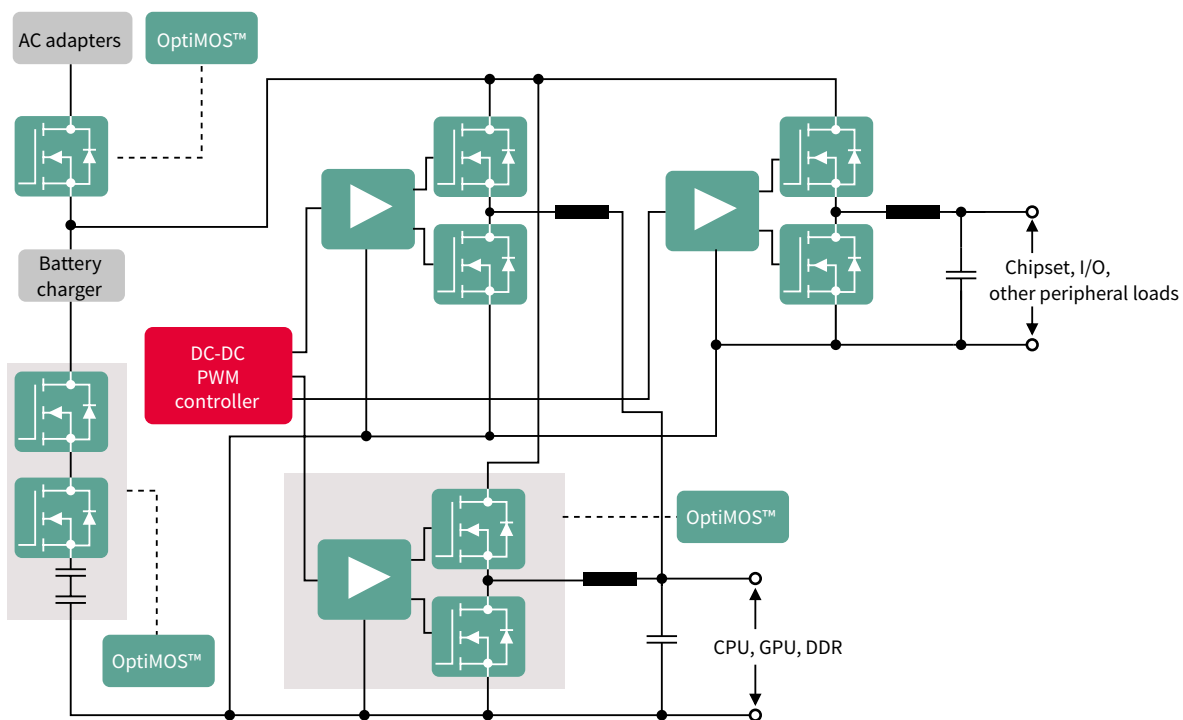 AC adapters
OptiMOS™
Battery
charger
Chipset, I/O,
other peripheral loads
DC-DC
PWM
controller
OptiMOS™
CPU, GPU, DDR
OptiMOS™